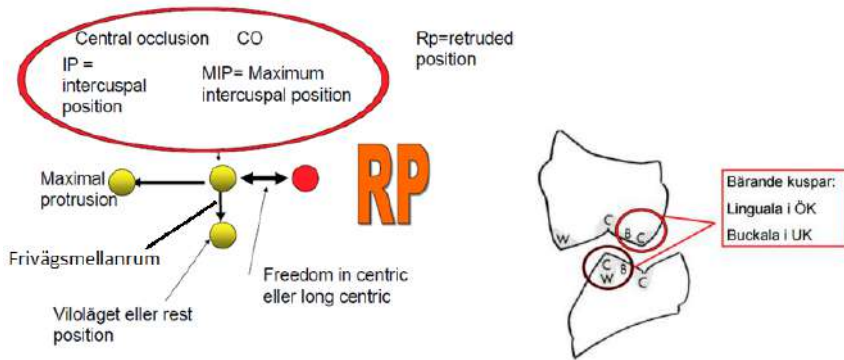 Central occlusion CO
IP =
intercuspal
position
MIP= Maximum
intercuspal position
Rp=retruded
position
Maximal
protrusion
RP
Frivägsmellanrum
Freedom in centric
eller long centric
Viloläget eller rest
position
W
C
B C
C
B
W
C
Bärande kuspar:
Linguala i ÖK
Buckala i UK